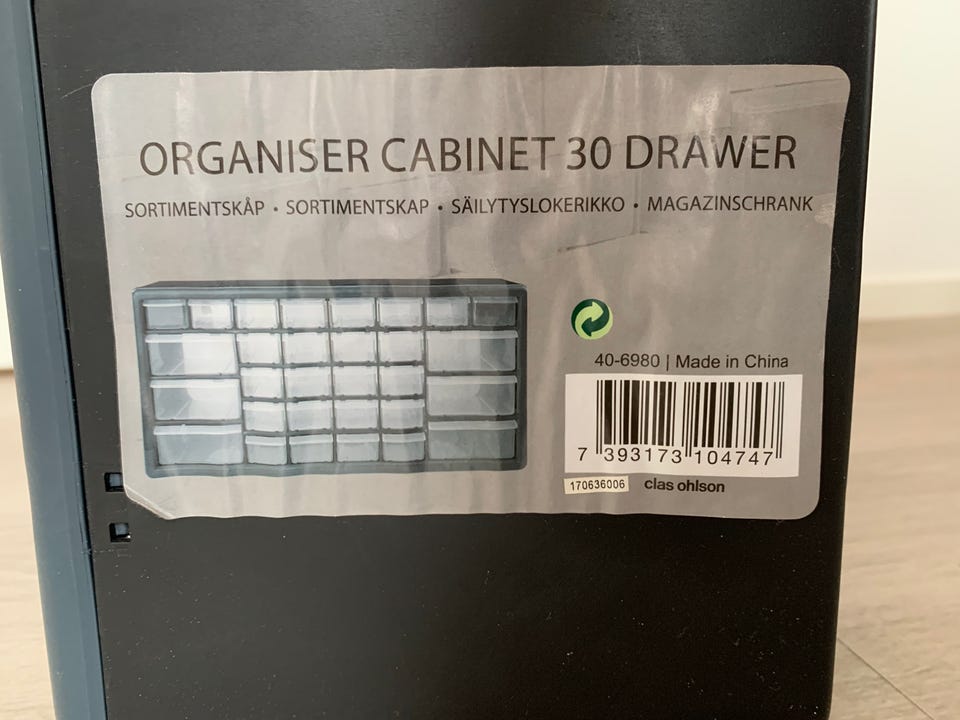 ORGANISER CABINET 30 DRAWER
SORTIMENTSKÅP • SORTIMENTSKAP • SÄILYTYSLOKERIKKO • MAGAZINSCHRANK
40-6980 | Made in China
7 393173 104747
170636006 clas ohlson